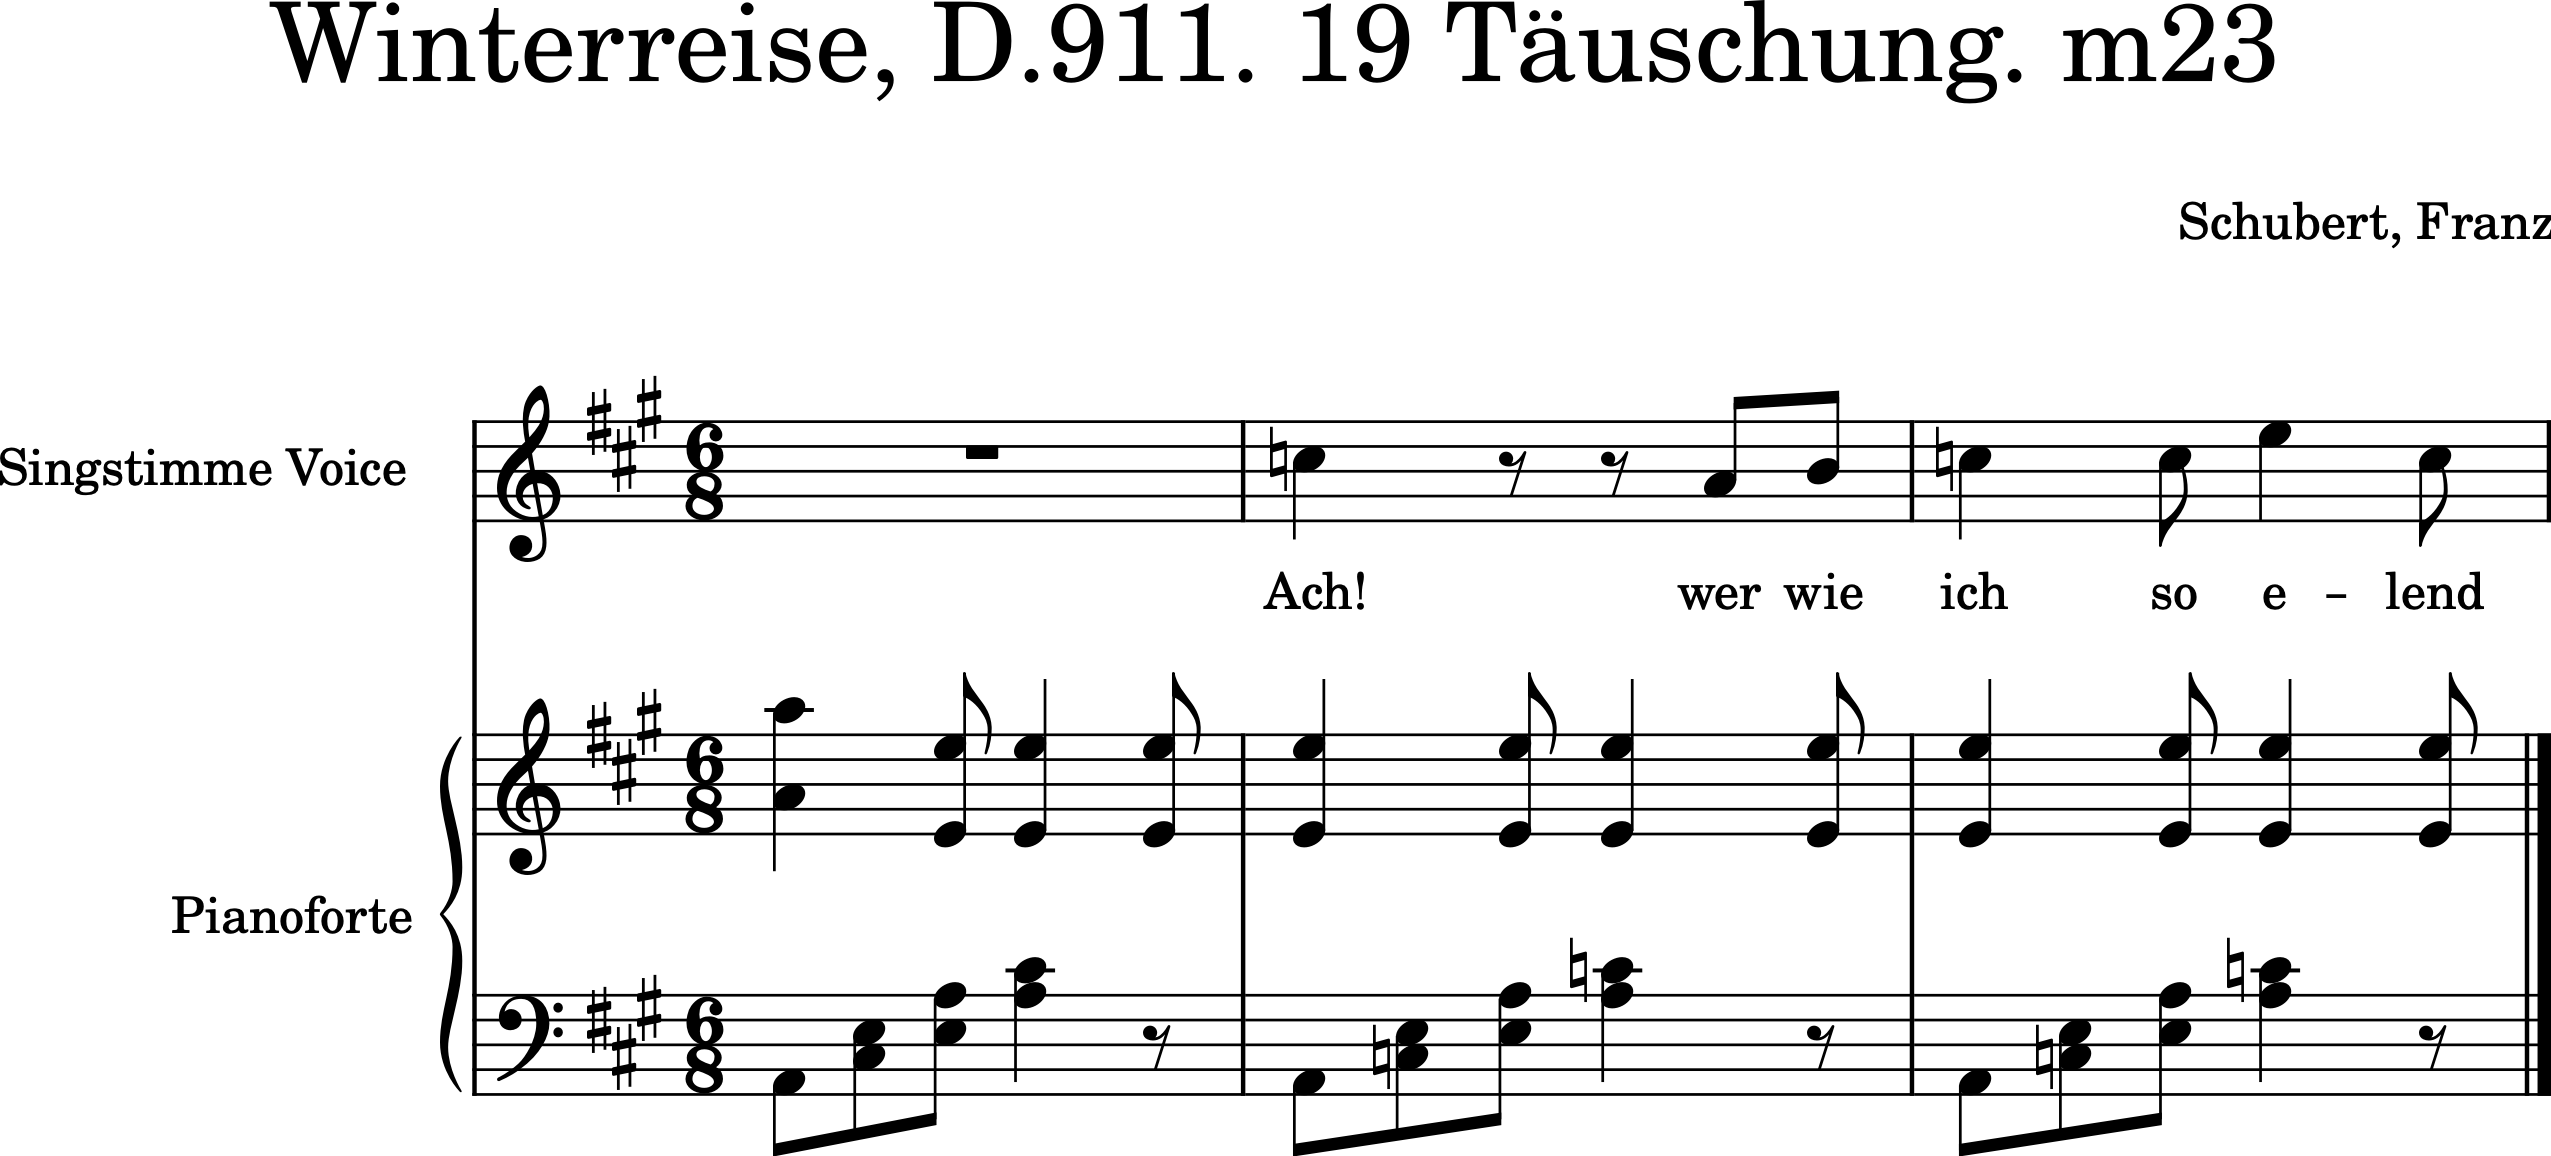 Winterreise, D.911. 19 Täuschung. m23
Schubert, Franz
Singstimme Voice
Ach! wer wie ich so e – lend
Pianoforte